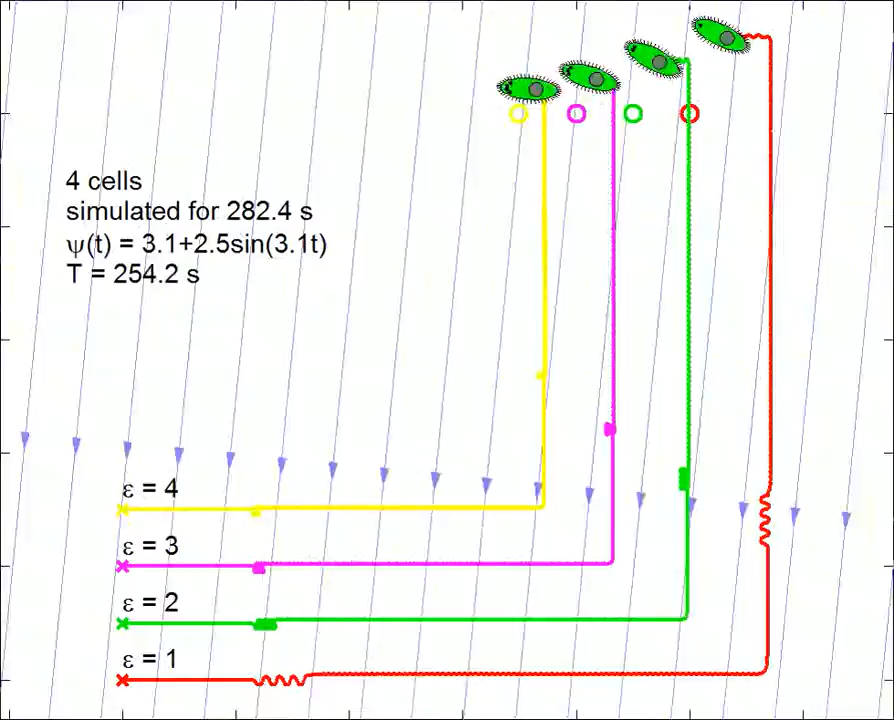 4 cells
simulated for 282.4 s
ψ(t) = 3.1+2.5sin(3.1t)
T = 254.2 s
ε = 4
ε = 3
ε = 2
ε = 1